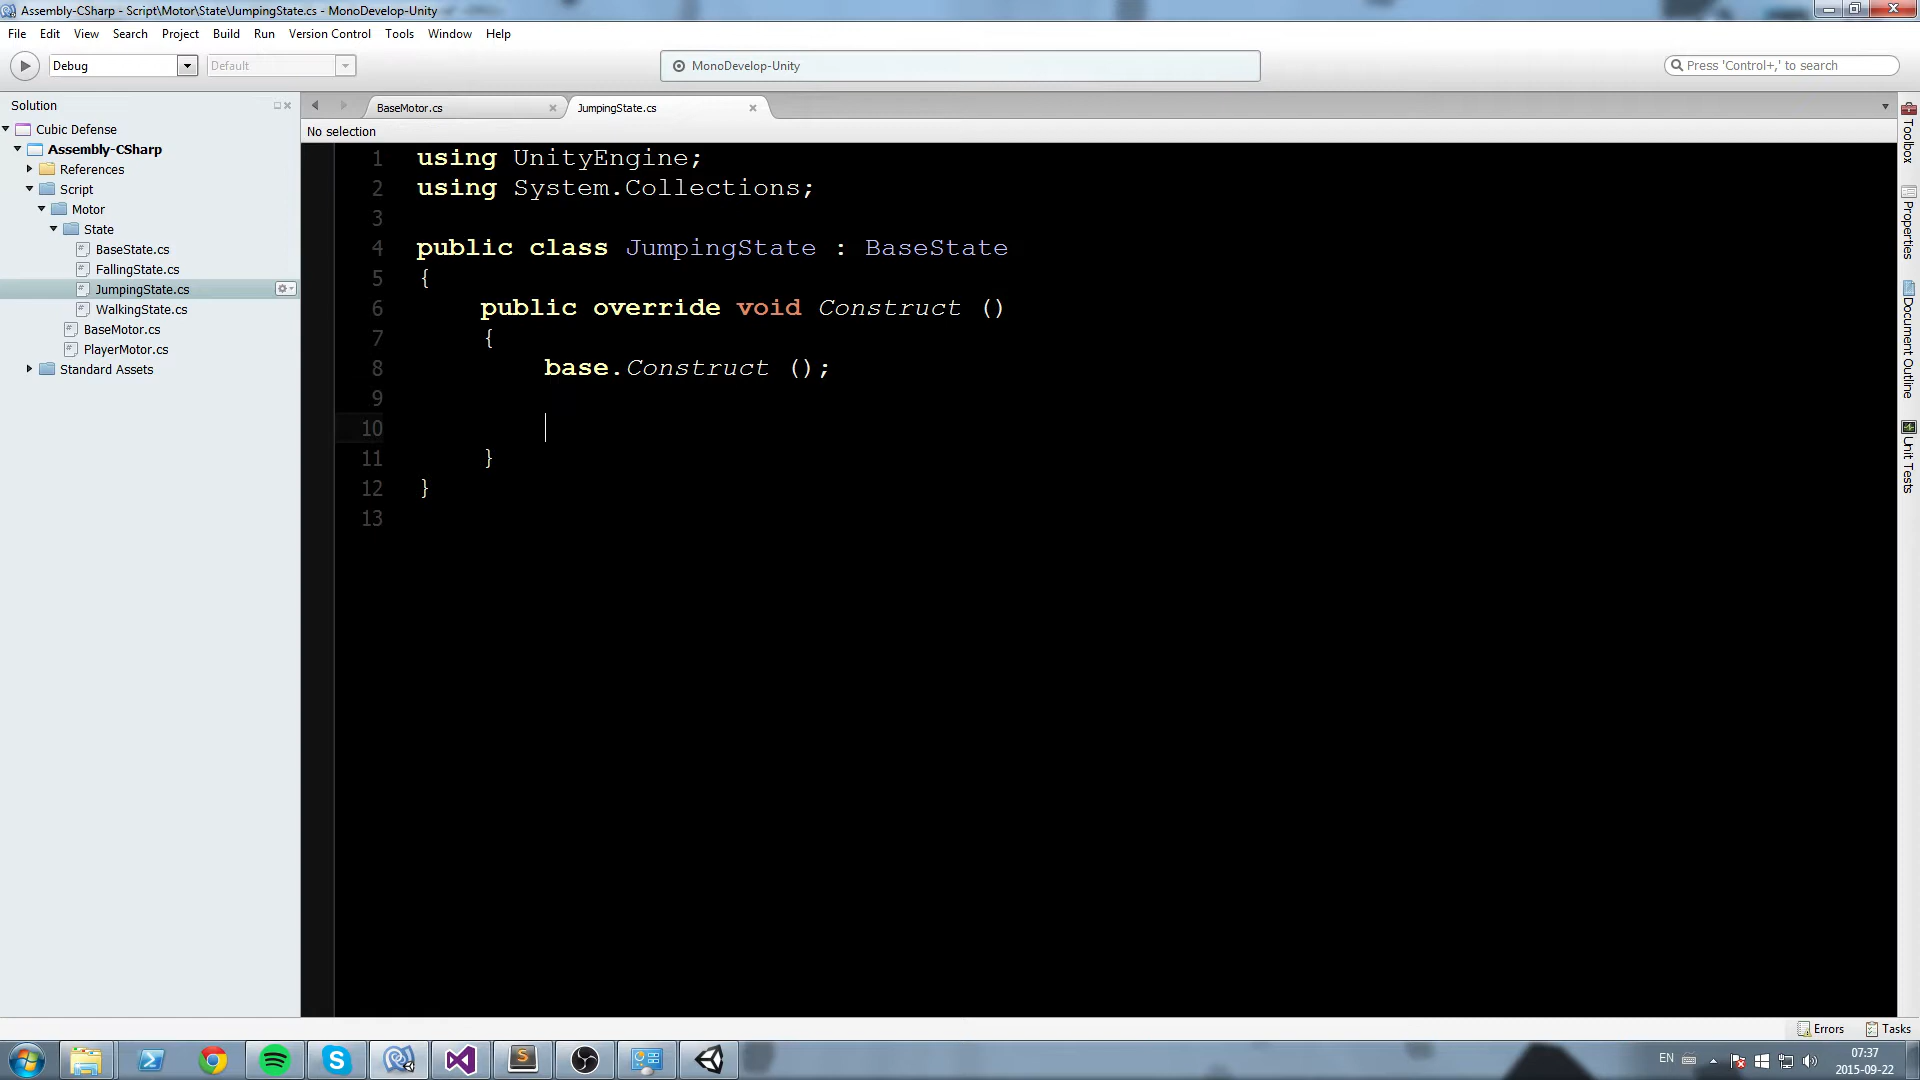 Assembly-CSharp - Script\Motor\State\JumpingState.cs - MonoDevelop-Unity
File Edit View Search Project Build Run Version Control Tools Window Help
Debug Default MonoDevelop-Unity Press 'Control+,' to search
Solution
Cubic Defense
Assembly-CSharp
References
Script
Motor
State
BaseState.cs
FallingState.cs
JumpingState.cs
WalkingState.cs
BaseMotor.cs
PlayerMotor.cs
Standard Assets
BaseMotor.cs JumpingState.cs
No selection
1 using UnityEngine;
2 using System.Collections;
3
4 public class JumpingState : BaseState
5 {
6 public override void Construct ()
7 {
8 base.Construct ();
9
10
11 }
12 }
13
Toolbox
Properties
Document Outline
Unit Tests
Errors Tasks
EN 07:37
2015-09-22